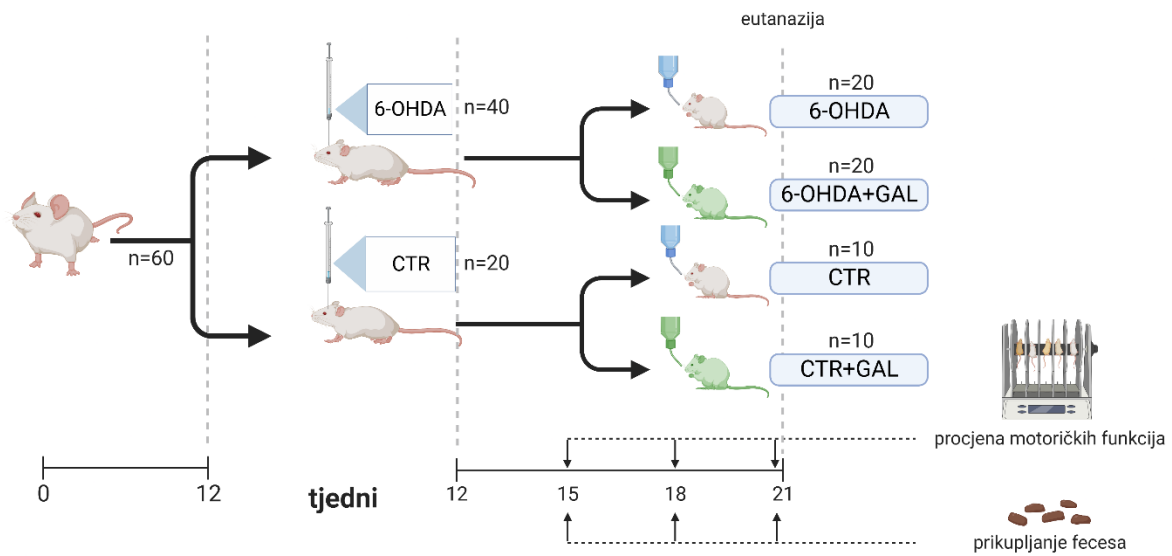 eutanazija
n=60
6-OHDA
n=40
CTR
n=20
n=20
6-OHDA
n=20
6-OHDA+GAL
n=10
CTR
n=10
CTR+GAL
procjena motoričkih funkcija
0
12
tjedni
12
15
18
21
prikupljanje fecesa